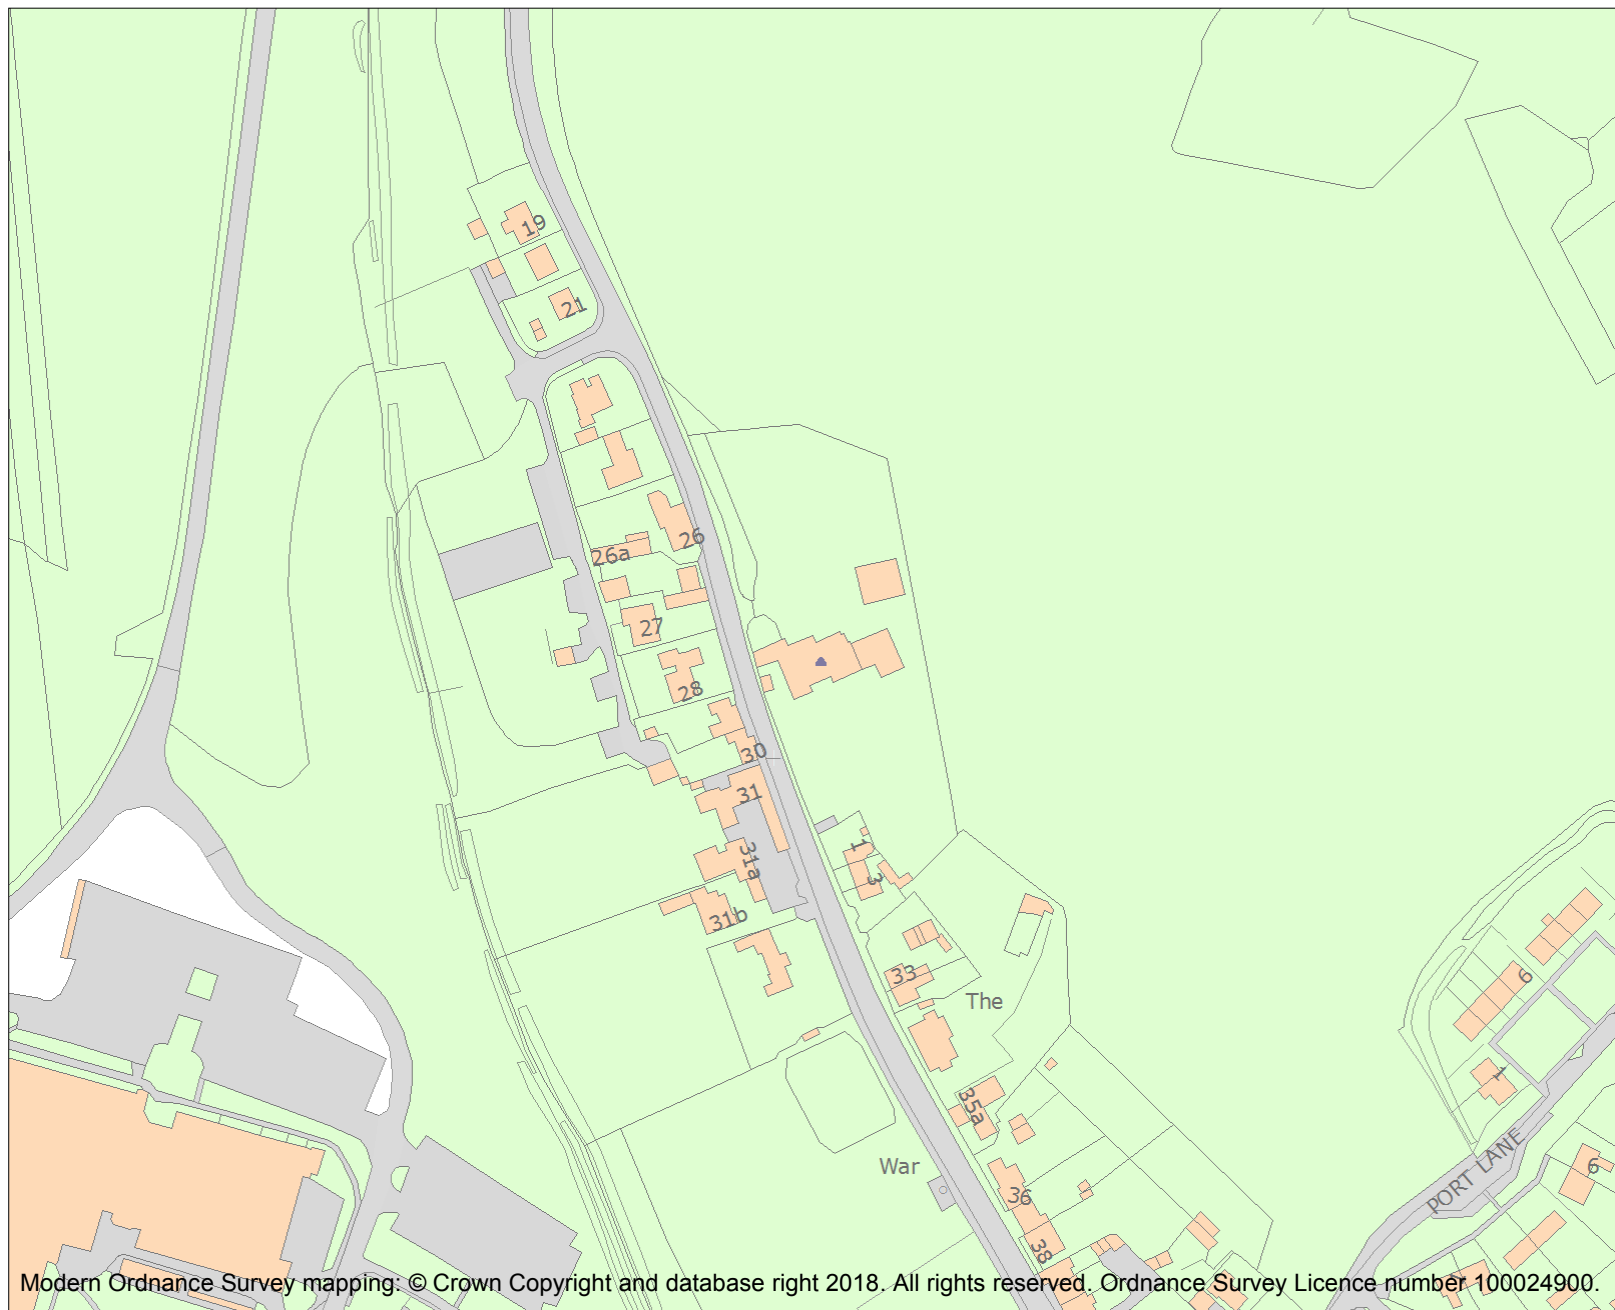 19
21
26
26a
27
28
30
31
1
31a
3
31b
33
6
The
1
35a
PORT LANE
War
6
36
38
Modern Ordnance Survey mapping: © Crown Copyright and database right 2018. All rights reserved. Ordnance Survey Licence number 100024900.